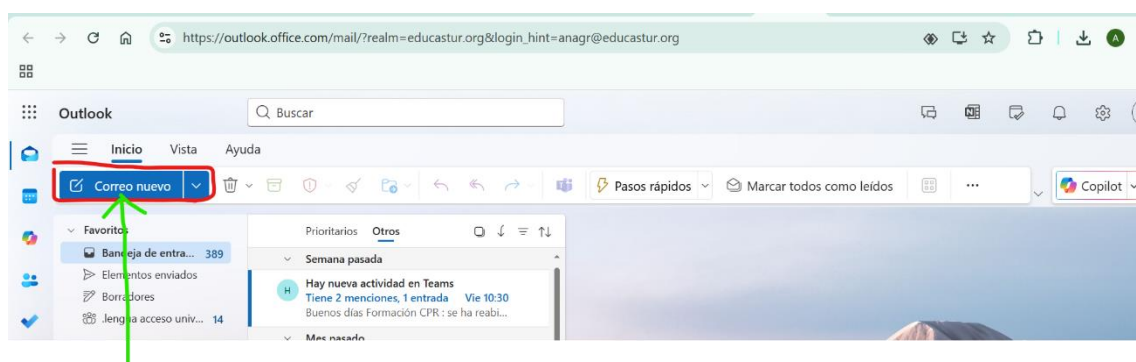 https://outlook.office.com/mail/?realm=educastur.org&login_hint=anagr@educastur.org
A
Outlook
Buscar
Inicio Vista Ayuda
Correo nuevo
Pasos rápidos
Marcar todos como leídos
...
Copilot
Favoritos
Prioritarios Otros
Bandeja de entra... 389
Semana pasada
Elementos enviados
H
Hay nueva actividad en Teams
Tiene 2 menciones, 1 entrada Vie 10:30
Borradores
Buenos días Formación CPR : se ha reabi...
.lengua acceso univ... 14
Mes pasado